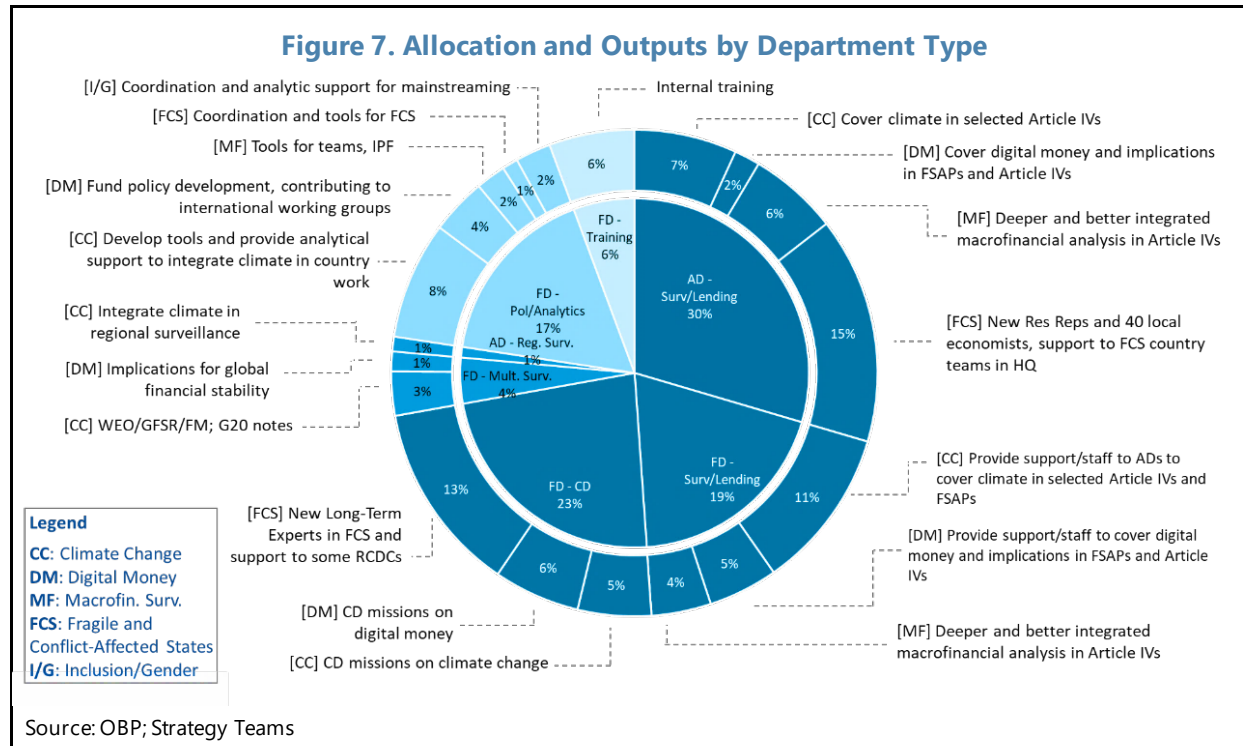 Figure 7. Allocation and Outputs by Department Type
[I/G] Coordination and analytic support for mainstreaming
[FCS] Coordination and tools for FCS
[MF] Tools for teams, IPF
[DM] Fund policy development, contributing to
international working groups
[CC] Develop tools and provide analytical
support to integrate climate in country
work
[CC] Integrate climate in
regional surveillance
[DM] Implications for global
financial stability
[CC] WEO/GFSR/FM; G20 notes
[FCS] New Long-Term
Experts in FCS and
support to some RCDCs
[DM] CD missions on
digital money
[CC] CD missions on climate change
Internal training
[CC] Cover climate in selected Article IVs
[DM] Cover digital money and implications
in FSAPs and Article IVs
[MF] Deeper and better integrated
macrofinancial analysis in Article IVs
[FCS] New Res Reps and 40 local
economists, support to FCS country
teams in HQ
[CC] Provide support/staff to ADs to
cover climate in selected Article IVs and
FSAPs
[DM] Provide support/staff to cover digital
money and implications in FSAPs and Article
IVs
[MF] Deeper and better integrated
macrofinancial analysis in Article IVs
7%
2%
6%
15%
11%
5%
4%
5%
6%
13%
3%
1%
1%
8%
4%
2%
1%
2%
6%
FD -
Training
6%
AD -
Surv/Lending
30%
FD -
Surv/Lending
19%
FD - CD
23%
FD - Mult. Surv.
4%
AD - Reg. Surv.
1%
FD -
Pol/Analytics
17%
Legend
CC: Climate Change
DM: Digital Money
MF: Macrofin. Surv.
FCS: Fragile and
Conflict-Affected States
I/G: Inclusion/Gender
Source: OBP; Strategy Teams